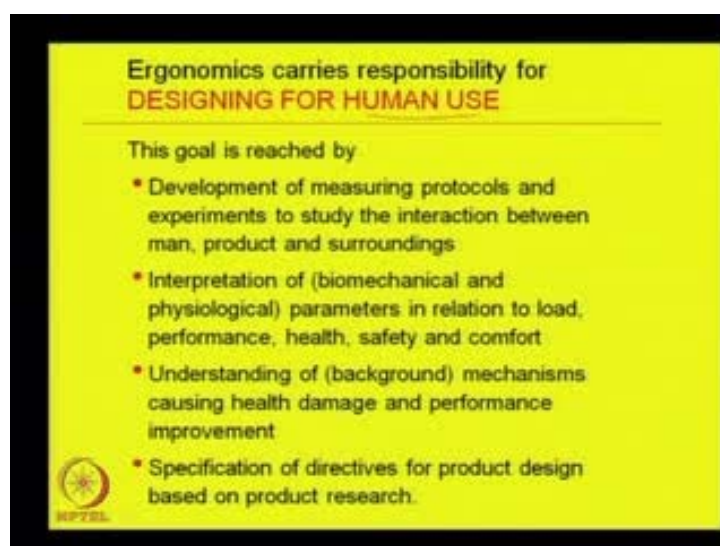 Ergonomics carries responsibility for
DESIGNING FOR HUMAN USE
This goal is reached by
• Development of measuring protocols and
experiments to study the interaction between
man, product and surroundings
• Interpretation of (biomechanical and
physiological) parameters in relation to load,
performance, health, safety and comfort
• Understanding of (background) mechanisms
causing health damage and performance
improvement
• Specification of directives for product design
based on product research.
NPTEL